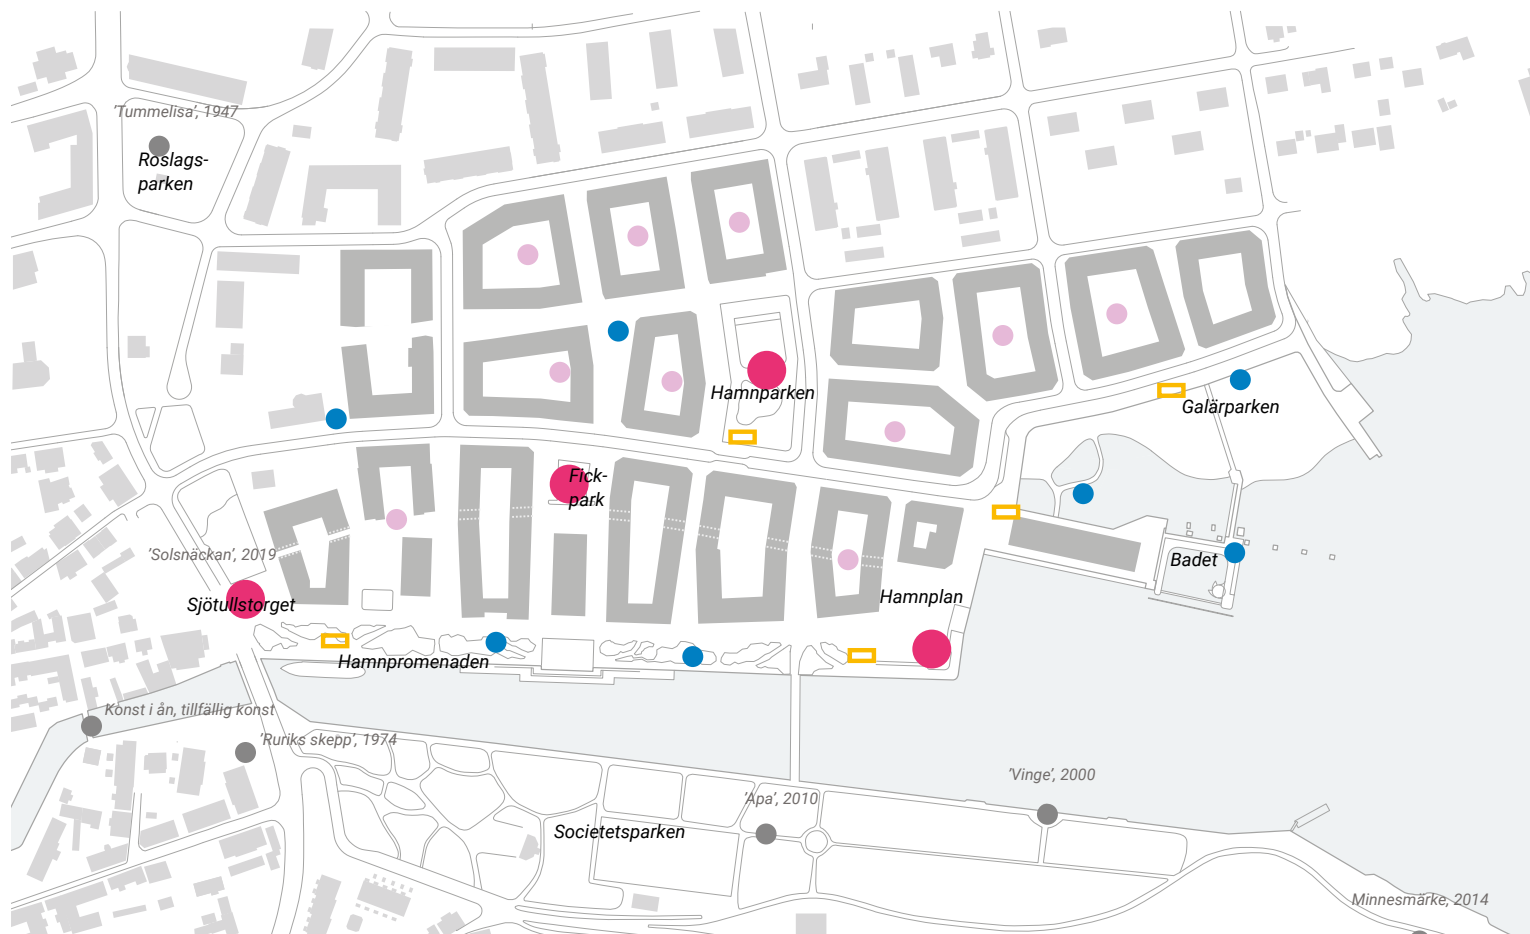 ’Tummelisa’, 1947
Roslags-
parken
Hamnparken
Galärparken
Fick-
park
’Solsnäckan’, 2019
Badet
Sjötullstorget
Hamnplan
Hamnpromenaden
Konst i ån, tillfällig konst
’Ruriks skepp’, 1974
’Vinge’, 2000
’Apa’, 2010
Societetsparken
Minnesmärke, 2014